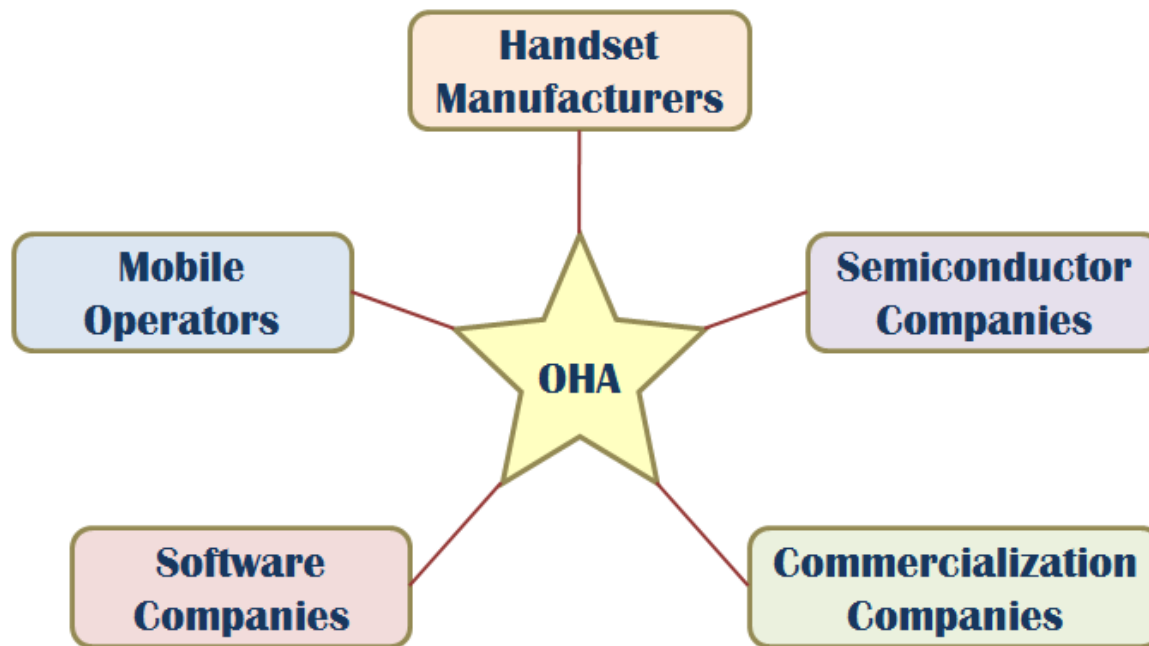 Handset
Manufacturers
Mobile
Operators
Semiconductor
Companies
OHA
Software
Companies
Commercialization
Companies